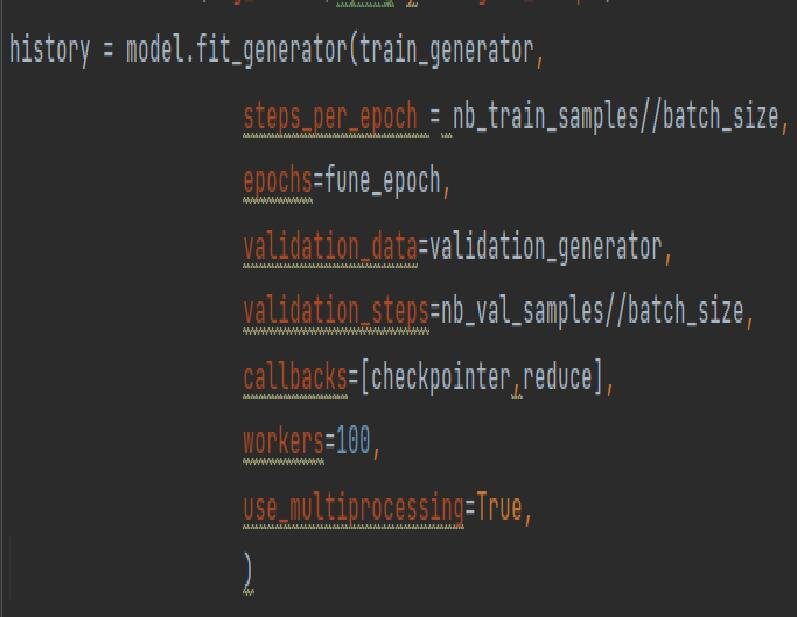 history = model.fit_generator(train_generator,
steps_per_epoch = nb_train_samples//batch_size,
epochs=fune_epoch,
validation_data=validation_generator,
validation_steps=nb_val_samples//batch_size,
callbacks=[checkpointer,reduce],
workers=100,
use_multiprocessing=True,
)